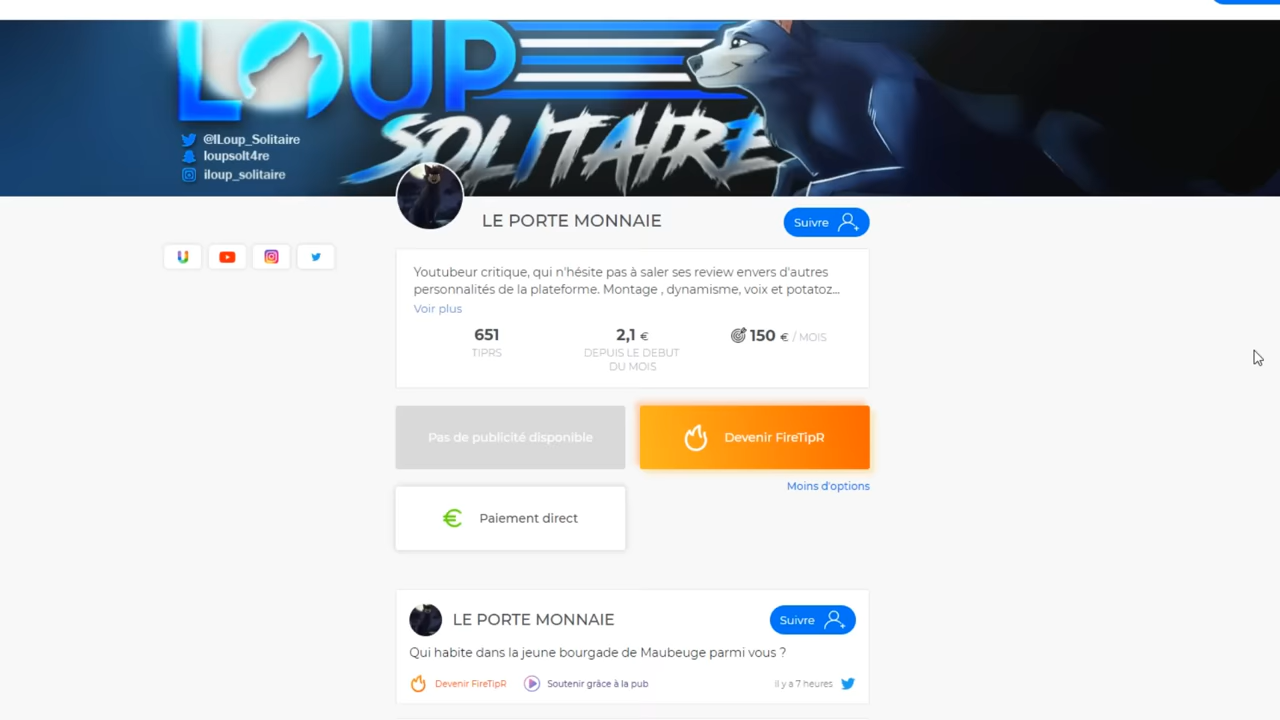 LOUP
SOLITAIRE
@ILoup_Solitaire
loupsolt4re
iloup_solitaire
LE PORTE MONNAIE
Suivre
Youtubeur critique, qui n'hésite pas à saler ses review envers d'autres
personnalités de la plateforme. Montage , dynamisme, voix et potatoz...
Voir plus
651
TIPRS
2,1 €
DEPUIS LE DEBUT
DU MOIS
150 € / MOIS
Pas de publicité disponible
Devenir FireTipR
Moins d'options
€ Paiement direct
LE PORTE MONNAIE
Suivre
Qui habite dans la jeune bourgade de Maubeuge parmi vous ?
Devenir FireTipR
Soutenir grâce à la pub
il y a 7 heures